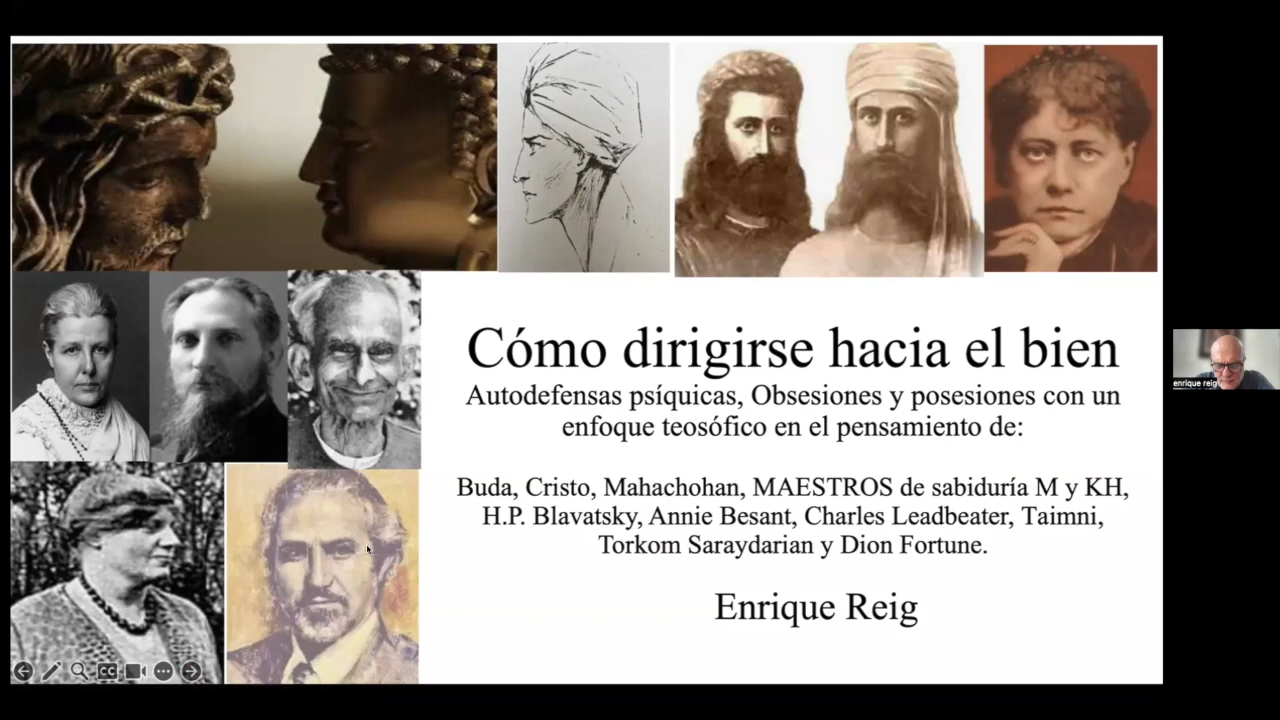 Cómo dirigirse hacia el bien
Autodefensas psíquicas, Obsesiones y posesiones con un
enfoque teosófico en el pensamiento de:
Buda, Cristo, Mahachohan, MAESTROS de sabiduría M y KH,
H.P. Blavatsky, Annie Besant, Charles Leadbeater, Taimni,
Torkom Saraydarian y Dion Fortune.
Enrique Reig
enrique reig
CC